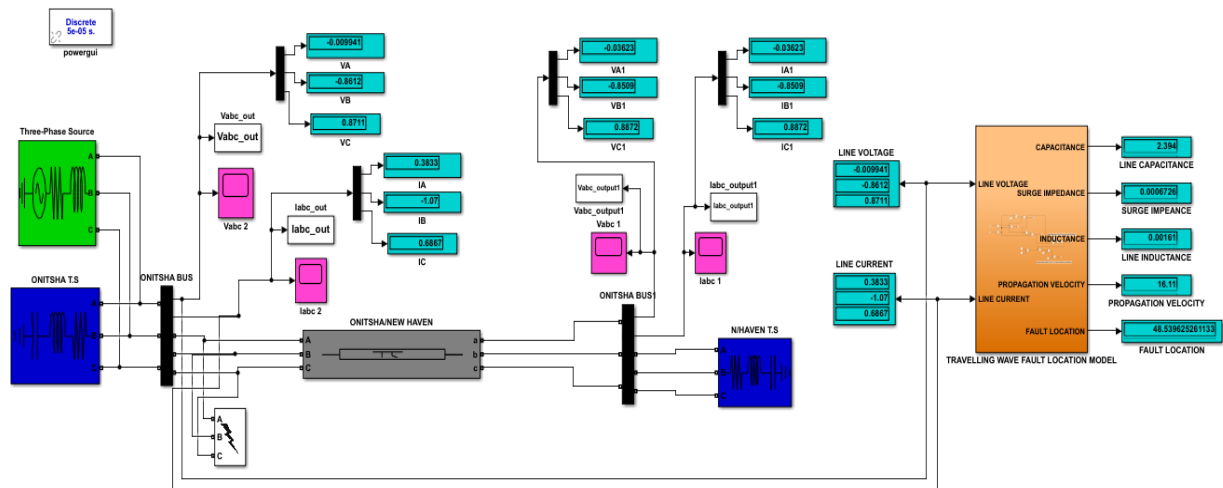 Discrete
5e-05 s.
powergui
-0.009941
VA
-0.8612
VB
0.8711
VC
Vabc_out
Vabc_out
Vabc 2
Three-Phase Source
A
B
C
ONITSHA T.S
A
B
C
ONITSHA BUS
0.3833
IA
-1.07
IB
0.6867
IC
Iabc_out
Iabc_out
Iabc 2
ONITSHA/NEW HAVEN
A
B
C
a
b
c
A
B
C
-0.03623
VA1
-0.8509
VB1
0.8872
VC1
Vabc_output1
Vabc_output1
Vabc 1
-0.03623
IA1
-0.8509
IB1
0.8872
IC1
Iabc_output1
Iabc_output1
Iabc 1
ONITSHA BUS1
N/HAVEN T.S
LINE VOLTAGE
-0.009941
-0.8612
0.8711
LINE CURRENT
0.3833
-1.07
0.6867
LINE VOLTAGE
LINE CURRENT
CAPACITANCE
SURGE IMPEDANCE
INDUCTANCE
PROPAGATION VELOCITY
FAULT LOCATION
TRAVELLING WAVE FAULT LOCATION MODEL
2.394
LINE CAPACITANCE
0.0006726
SURGE IMPEANCE
0.00161
LINE INDUCTANCE
16.11
PROPAGATION VELOCITY
48.539625261133
FAULT LOCATION